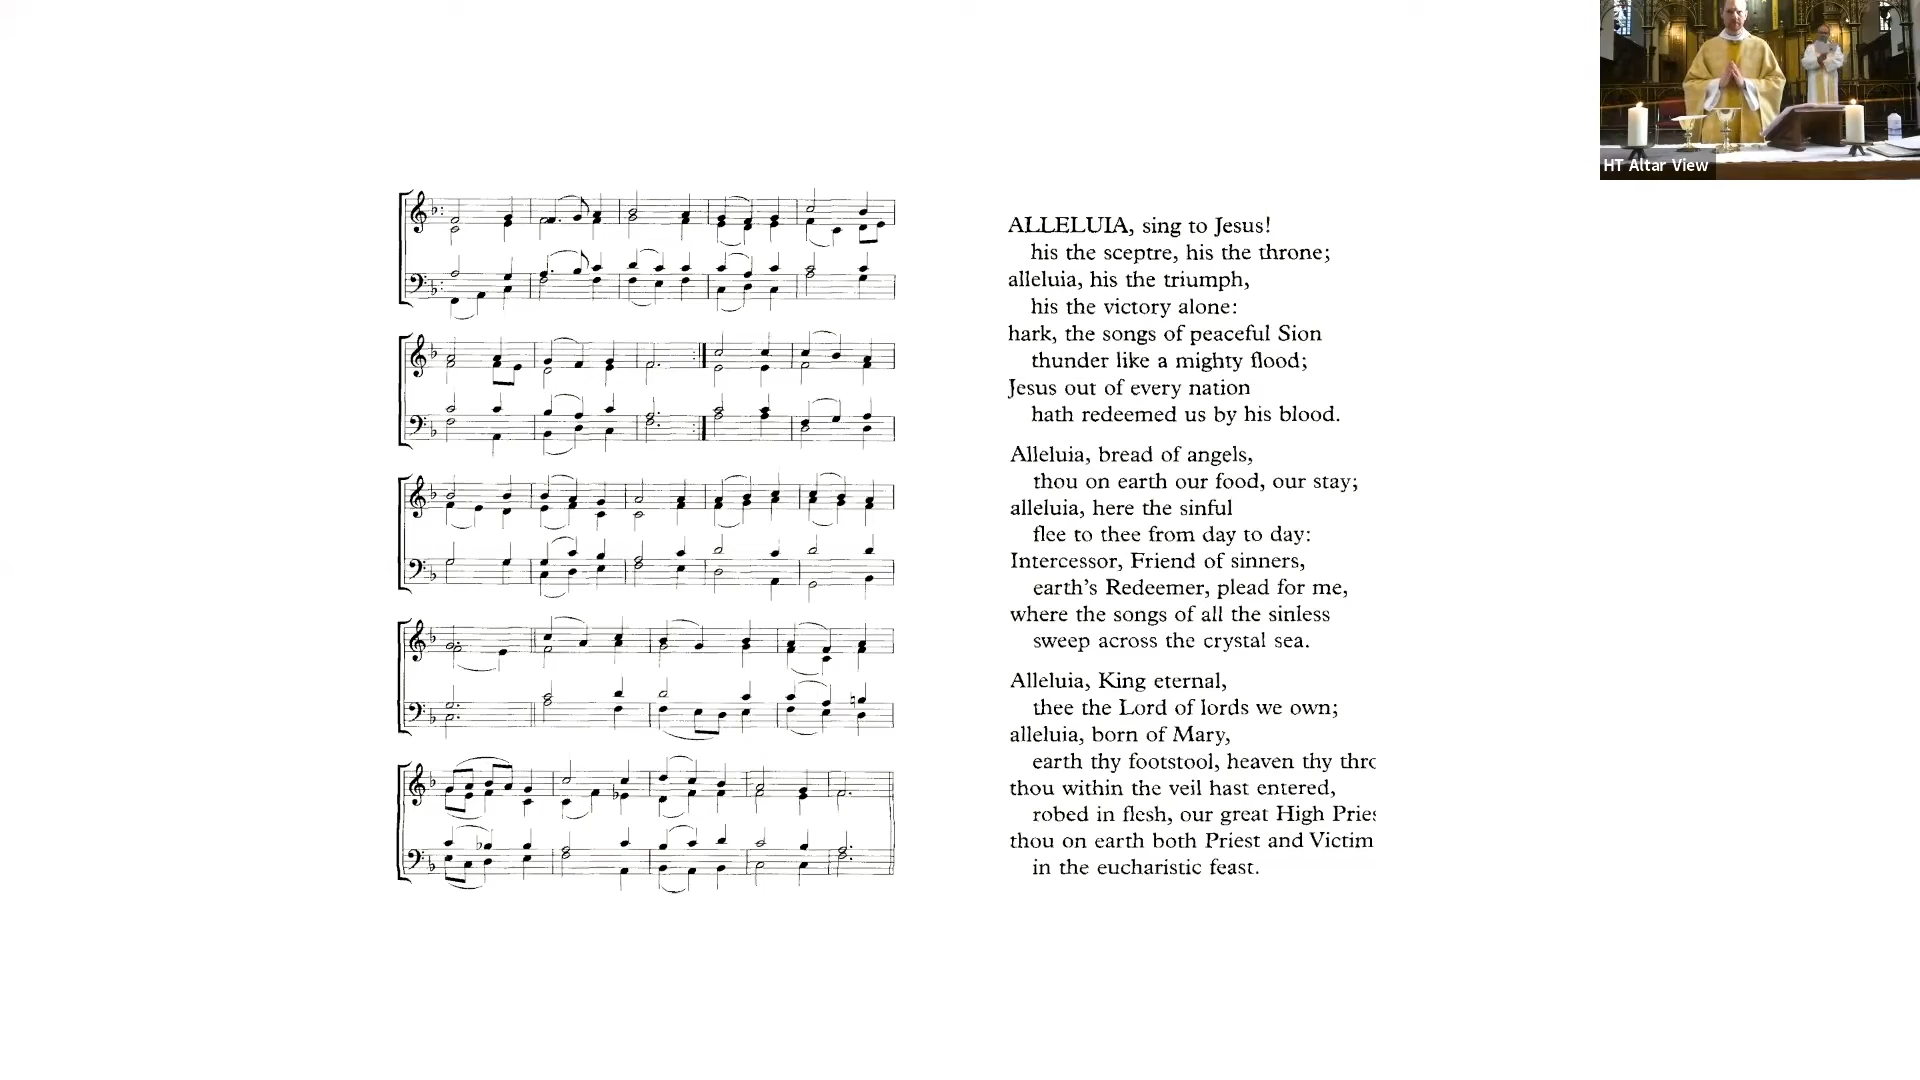 ALLELUIA, sing to Jesus!
his the sceptre, his the throne;
alleluia, his the triumph,
his the victory alone:
hark, the songs of peaceful Sion
thunder like a mighty flood;
Jesus out of every nation
hath redeemed us by his blood.
Alleluia, bread of angels,
thou on earth our food, our stay;
alleluia, here the sinful
flee to thee from day to day:
Intercessor, Friend of sinners,
earth's Redeemer, plead for me,
where the songs of all the sinless
sweep across the crystal sea.
Alleluia, King eternal,
thee the Lord of lords we own;
alleluia, born of Mary,
earth thy footstool, heaven thy
thou within the veil hast entered,
robed in flesh, our great High
thou on earth both Priest and Victim
in the eucharistic feast.
HT Altar View